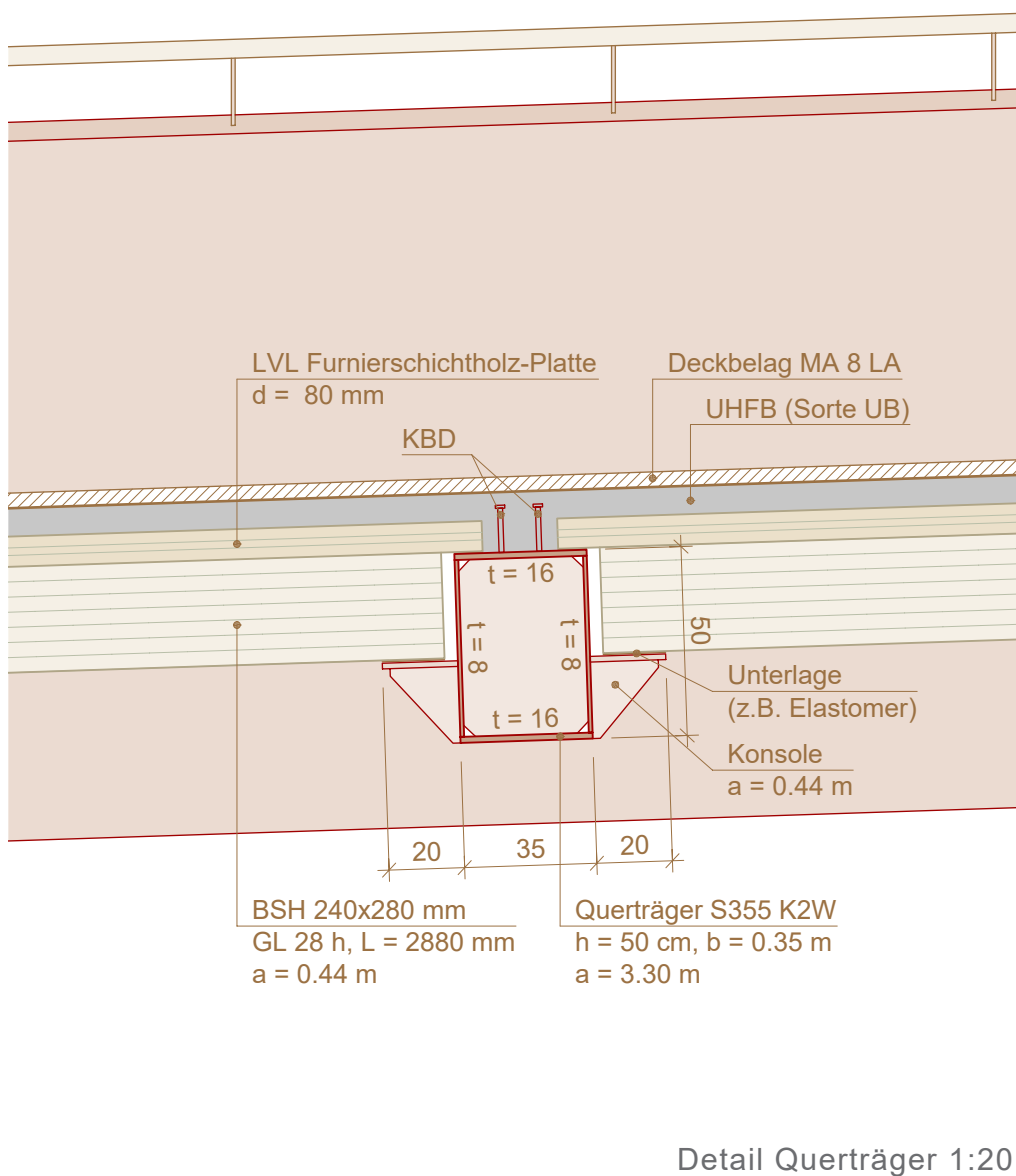 LVL Furnierschichtholz-Platte
d =  80 mm
Deckbelag MA 8 LA
UHFB (Sorte UB)
KBD
t = 16
t = 8
t = 8
50
t = 16
Unterlage
(z.B. Elastomer)
Konsole
a = 0.44 m
20
35
20
BSH 240x280 mm
GL 28 h, L = 2880 mm
a = 0.44 m
Querträger S355 K2W
h = 50 cm, b = 0.35 m
a = 3.30 m
Detail Querträger 1:20